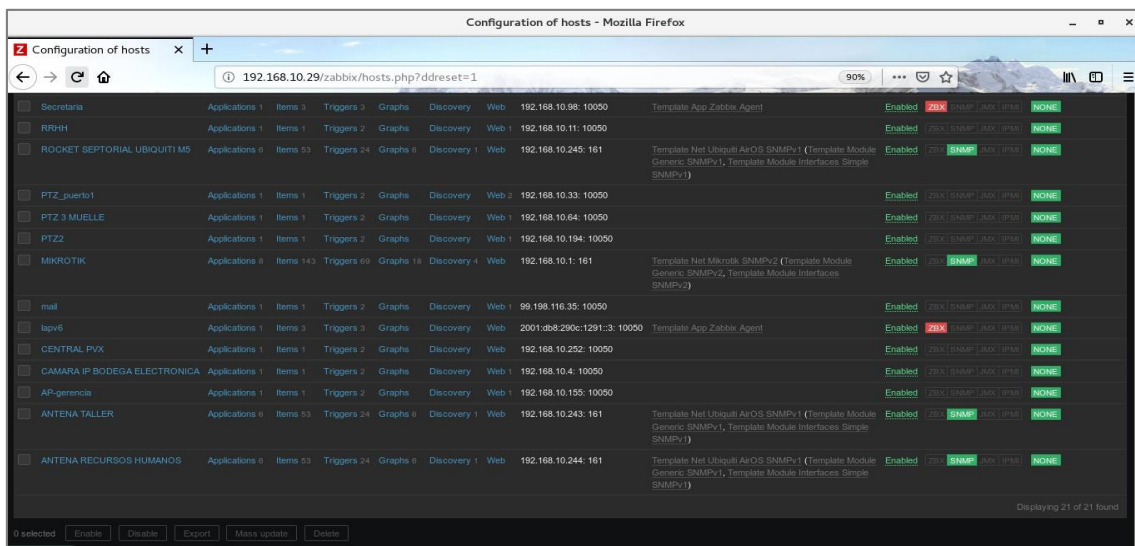 Configuration of hosts - Mozilla Firefox
Z Configuration of hosts × +
192.168.10.29/zabbix/hosts.php?ddreset=1 90%
Secretaria Applications 1 Items 3 Triggers 3 Graphs Discovery Web 192.168.10.98: 10050 Template App Zabbix Agent Enabled ZBX SNMP JMX IPMI NONE
RRHH Applications 1 Items 1 Triggers 2 Graphs Discovery Web 1 192.168.10.11: 10050 Enabled ZBX SNMP JMX IPMI NONE
ROCKET SEPTORIAL UBIQUITI M5 Applications 6 Items 53 Triggers 24 Graphs 6 Discovery 1 Web 192.168.10.245: 161 Template Net Ubiquiti AirOS SNMPv1 (Template Module Enabled ZBX SNMP JMX IPMI NONE
Generic SNMPv1, Template Module Interfaces Simple
SNMPv1)
PTZ_puerto1 Applications 1 Items 1 Triggers 2 Graphs Discovery Web 2 192.168.10.33: 10050 Enabled ZBX SNMP JMX IPMI NONE
PTZ 3 MUELLE Applications 1 Items 1 Triggers 2 Graphs Discovery Web 1 192.168.10.64: 10050 Enabled ZBX SNMP JMX IPMI NONE
PTZ2 Applications 1 Items 1 Triggers 2 Graphs Discovery Web 1 192.168.10.194: 10050 Enabled ZBX SNMP JMX IPMI NONE
MIKROTIK Applications 8 Items 143 Triggers 69 Graphs 18 Discovery 4 Web 192.168.10.1: 161 Template Net Mikrotik SNMPv2 (Template Module Enabled ZBX SNMP JMX IPMI NONE
Generic SNMPv2, Template Module Interfaces
SNMPv2)
mail Applications 1 Items 1 Triggers 2 Graphs Discovery Web 1 99.198.116.35: 10050 Enabled ZBX SNMP JMX IPMI NONE
lapv6 Applications 1 Items 3 Triggers 3 Graphs Discovery Web 2001:db8:290c:1291::3: 10050 Template App Zabbix Agent Enabled ZBX SNMP JMX IPMI NONE
CENTRAL PVX Applications 1 Items 1 Triggers 2 Graphs Discovery Web 192.168.10.252: 10050 Enabled ZBX SNMP JMX IPMI NONE
CAMARA IP BODEGA ELECTRONICA Applications 1 Items 1 Triggers 2 Graphs Discovery Web 1 192.168.10.4: 10050 Enabled ZBX SNMP JMX IPMI NONE
AP-gerencia Applications 1 Items 1 Triggers 2 Graphs Discovery Web 1 192.168.10.155: 10050 Enabled ZBX SNMP JMX IPMI NONE
ANTENA TALLER Applications 6 Items 53 Triggers 24 Graphs 6 Discovery 1 Web 192.168.10.243: 161 Template Net Ubiquiti AirOS SNMPv1 (Template Module Enabled ZBX SNMP JMX IPMI NONE
Generic SNMPv1, Template Module Interfaces Simple
SNMPv1)
ANTENA RECURSOS HUMANOS Applications 6 Items 53 Triggers 24 Graphs 6 Discovery 1 Web 192.168.10.244: 161 Template Net Ubiquiti AirOS SNMPv1 (Template Module Enabled ZBX SNMP JMX IPMI NONE
Generic SNMPv1, Template Module Interfaces Simple
SNMPv1)
Displaying 21 of 21 found
0 selected Enable Disable Export Mass update Delete